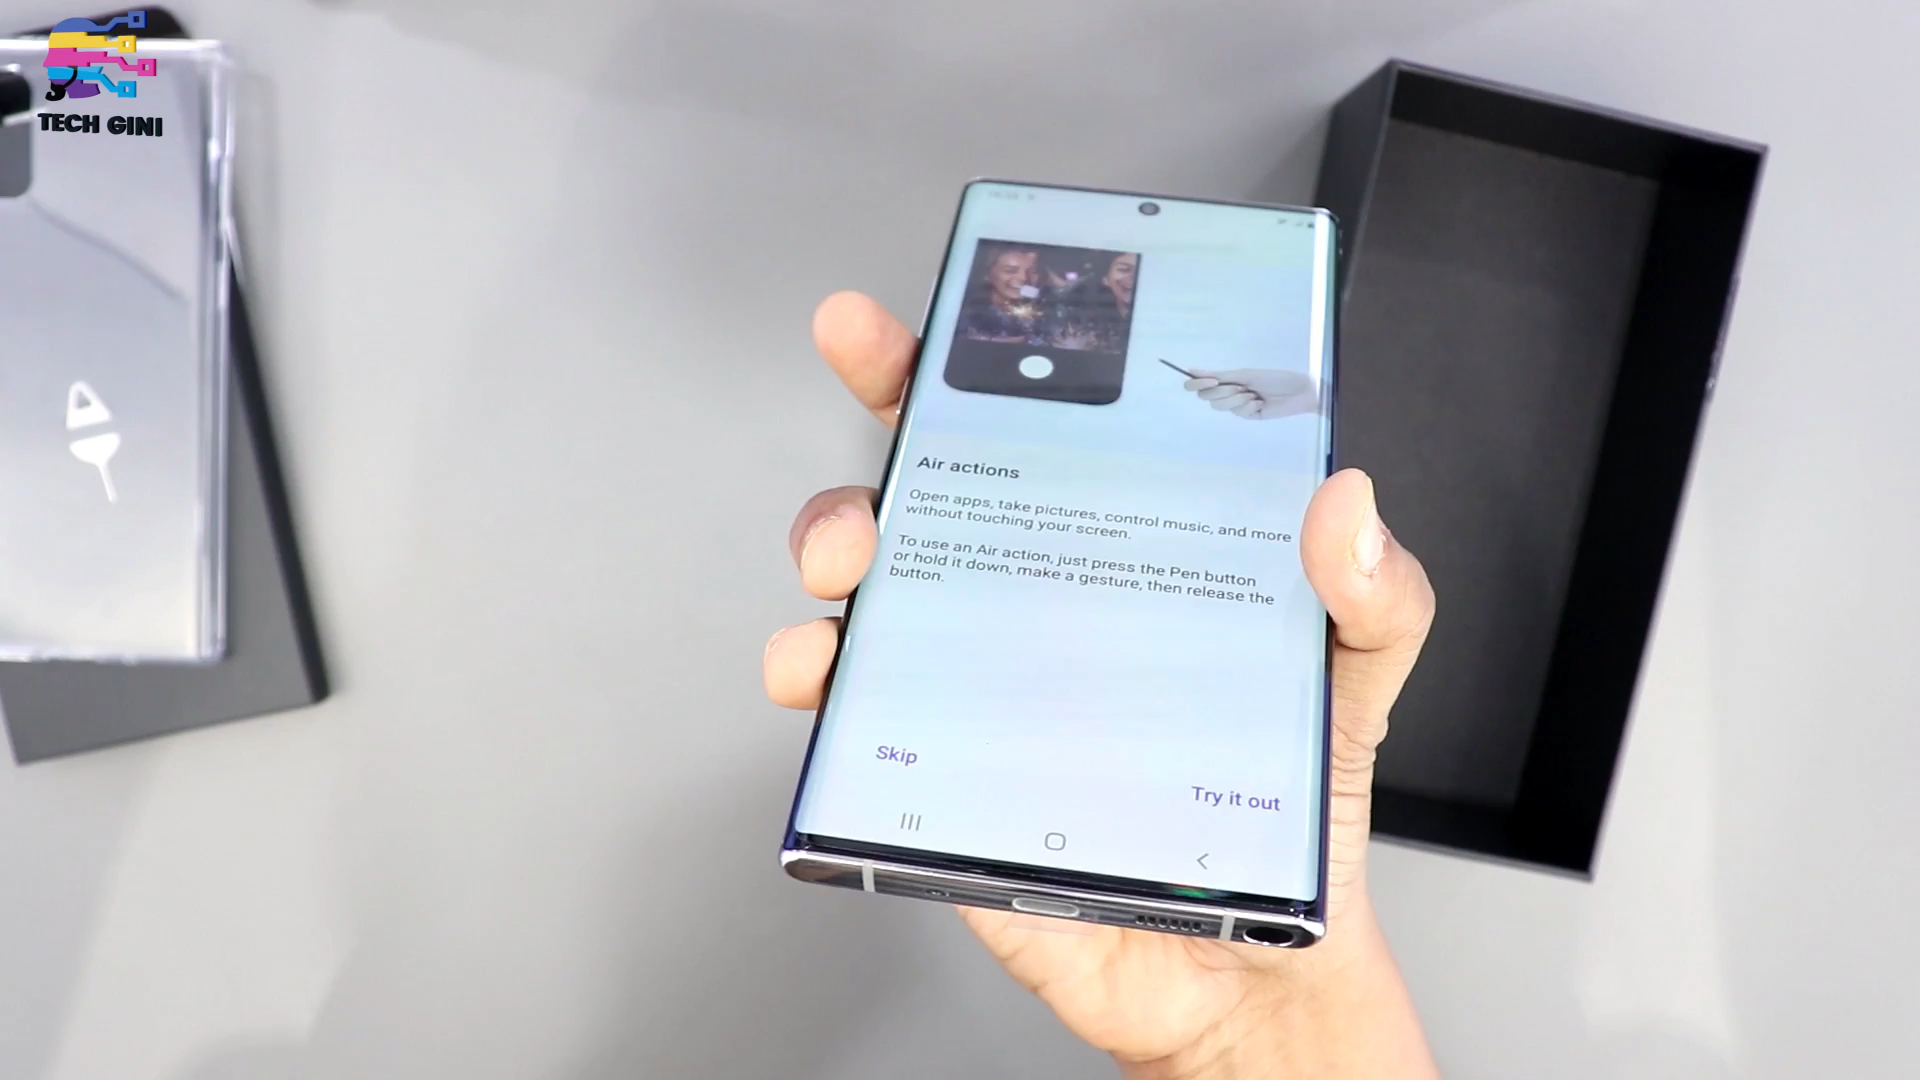 TECH GINI
Air actions
Open apps, take pictures, control music, and more
without touching your screen.
To use an Air action, just press the Pen button
or hold it down, make a gesture, then release the
button.
Skip
Try it out